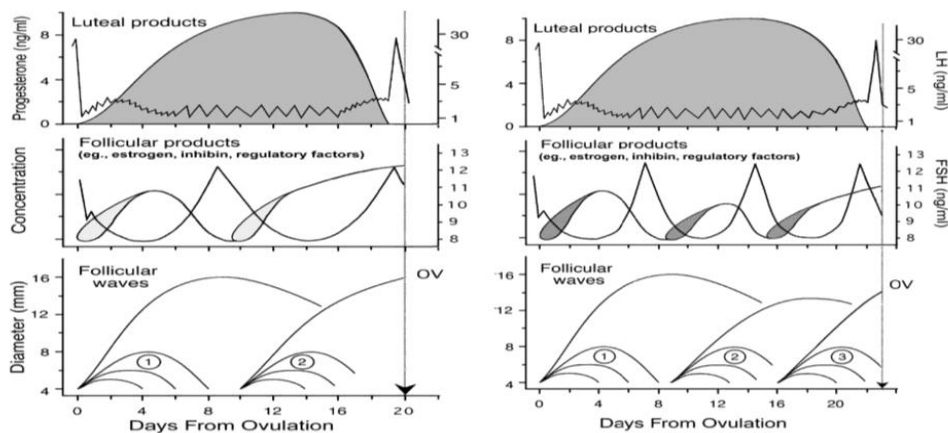 Luteal products
Progesterone (ng/ml)
8
4
0
30
5
1
Follicular products
(eg., estrogen, inhibin, regulatory factors)
Concentration
13
12
11
10
9
8
Follicular
waves
Diameter (mm)
16
12
8
4
1
2
OV
0 4 8 12 16 20
Days From Ovulation
Luteal products
8
4
0
30
5
3
1
LH (ng/ml)
Follicular products
(eg., estrogen, inhibin, regulatory factors)
13
12
11
10
9
8
FSH (ng/ml)
Follicular
waves
-16
-12
8
4
1
2
3
OV
0 4 8 12 16 20
Days From Ovulation